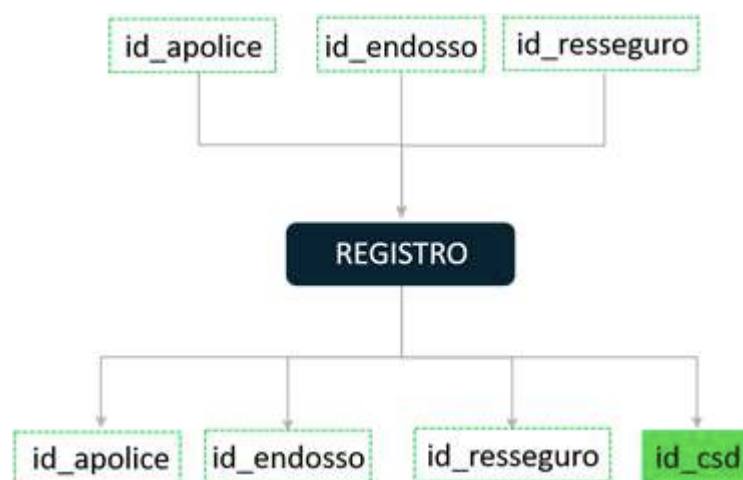 id_apolice
id_endosso
id_resseguro
REGISTRO
id_apolice
id_endosso
id_resseguro
id_csd